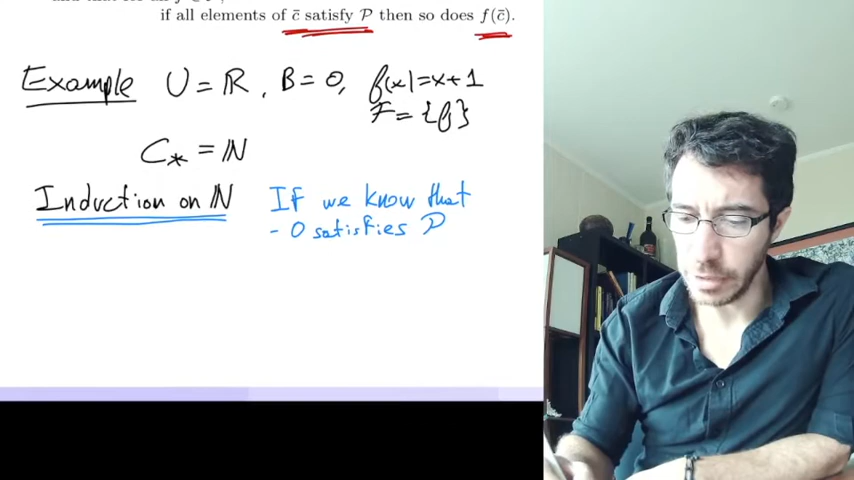 if all elements of c̄ satisfy 𝒫 then so does f(c̄).
Example U = ℝ, B = 0, f(x) = x+1
ℱ = {f}
C* = ℕ
Induction on ℕ If we know that
- 0 satisfies 𝒫